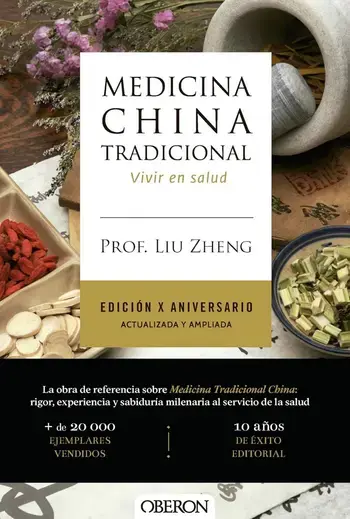 MEDICINA
CHINA
TRADICIONAL
Vivir en salud
PROF. LIU ZHENG
EDICIÓN X ANIVERSARIO
ACTUALIZADA Y AMPLIADA
La obra de referencia sobre Medicina Tradicional China:
rigor, experiencia y sabiduría milenaria al servicio de la salud
+ de 20 000
EJEMPLARES
VENDIDOS
10 años
DE ÉXITO
EDITORIAL
OBERON